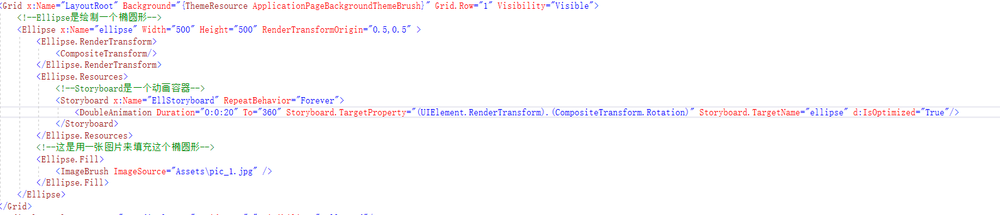 <Grid x:Name="LayoutRoot" Background="{ThemeResource ApplicationPageBackgroundThemeBrush}" Grid.Row="1" Visibility="Visible">
<!--Ellipse是绘制一个椭圆形-->
<Ellipse x:Name="ellipse" Width="500" Height="500" RenderTransformOrigin="0.5,0.5" >
<Ellipse.RenderTransform>
<CompositeTransform/>
</Ellipse.RenderTransform>
<Ellipse.Resources>
<!--Storyboard是一个动画容器-->
<Storyboard x:Name="EllStoryboard" RepeatBehavior="Forever">
<DoubleAnimation Duration="0:0:20" To="360" Storyboard.TargetProperty="(UIElement.RenderTransform).(CompositeTransform.Rotation)" Storyboard.TargetName="ellipse" d:IsOptimized="True"/>
</Storyboard>
</Ellipse.Resources>
<!--这是用一张图片来填充这个椭圆形-->
<Ellipse.Fill>
<ImageBrush ImageSource="Assets\pic_1.jpg" />
</Ellipse.Fill>
</Ellipse>
</Grid>